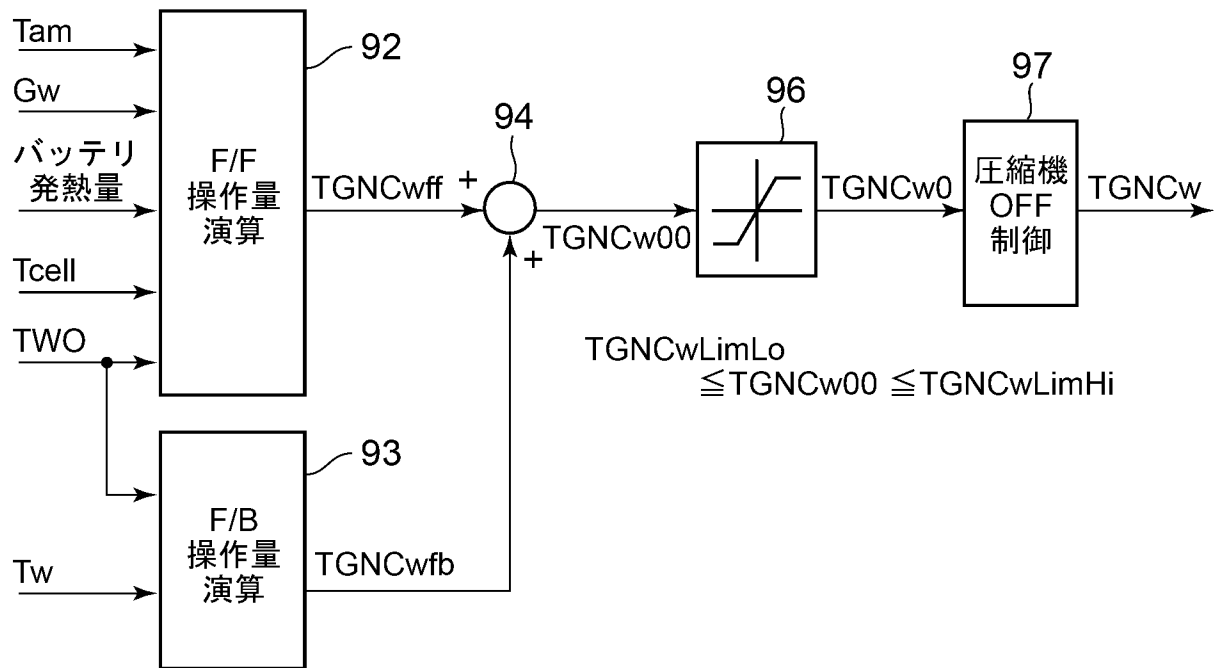 Tam
Gw
バッテリ
発熱量
Tcell
TWO
F/F
操作量
演算
92
TGNCwff
+
94
+
TGNCw00
96
TGNCw0
97
圧縮機
OFF
制御
TGNCw
TGNCwLimLo
≦TGNCw00 ≦TGNCwLimHi
93
Tw
F/B
操作量
演算
TGNCwfb